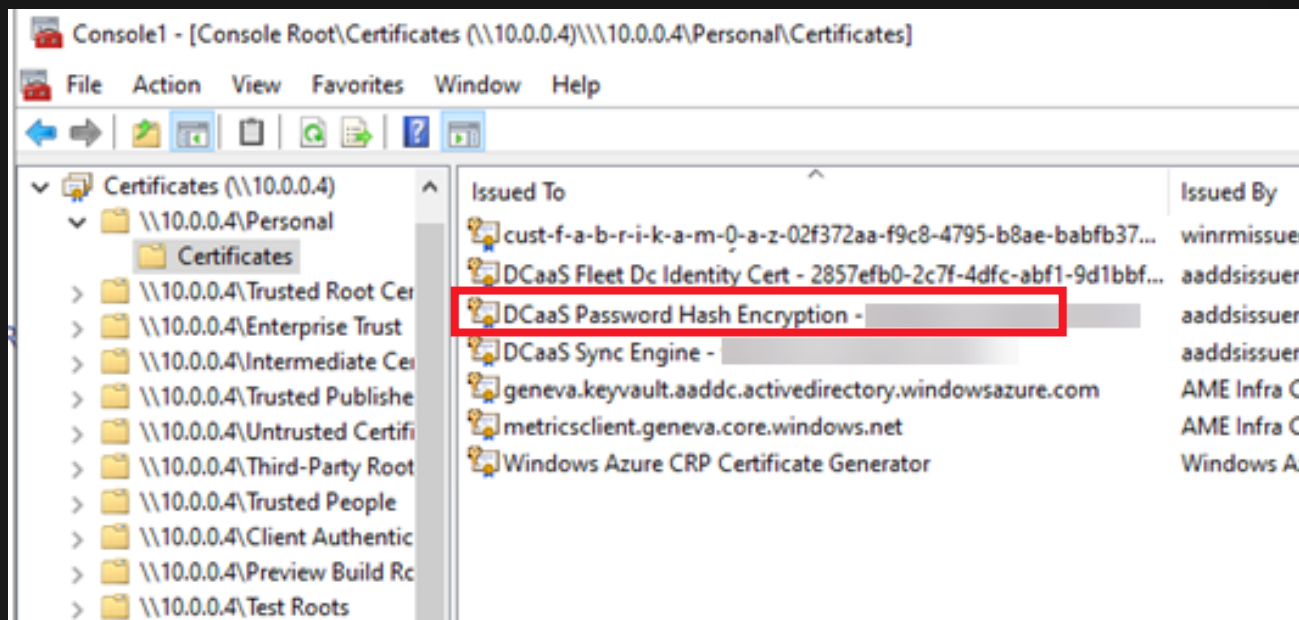 Console1 - [Console Root\Certificates (\\10.0.0.4)\\\10.0.0.4\Personal\Certificates]
File Action View Favorites Window Help
Certificates (\\10.0.0.4)
\\10.0.0.4\Personal
Certificates
\\10.0.0.4\Trusted Root Cer
\\10.0.0.4\Enterprise Trust
\\10.0.0.4\Intermediate Cer
\\10.0.0.4\Trusted Publishe
\\10.0.0.4\Untrusted Certifi
\\10.0.0.4\Third-Party Root
\\10.0.0.4\Trusted People
\\10.0.0.4\Client Authentic
\\10.0.0.4\Preview Build Ro
\\10.0.0.4\Test Roots
Issued To Issued By
cust-f-a-b-r-i-k-a-m-0-a-z-02f372aa-f9c8-4795-b8ae-babfb37... winrmissuer
DCaaS Fleet Dc Identity Cert - 2857efb0-2c7f-4dfc-abf1-9d1bbf... aaddsissuer
DCaaS Password Hash Encryption - aaddsissuer
DCaaS Sync Engine - aaddsissuer
geneva.keyvault.aaddc.activedirectory.windowsazure.com AME Infra C
metricsclient.geneva.core.windows.net AME Infra C
Windows Azure CRP Certificate Generator Windows Az